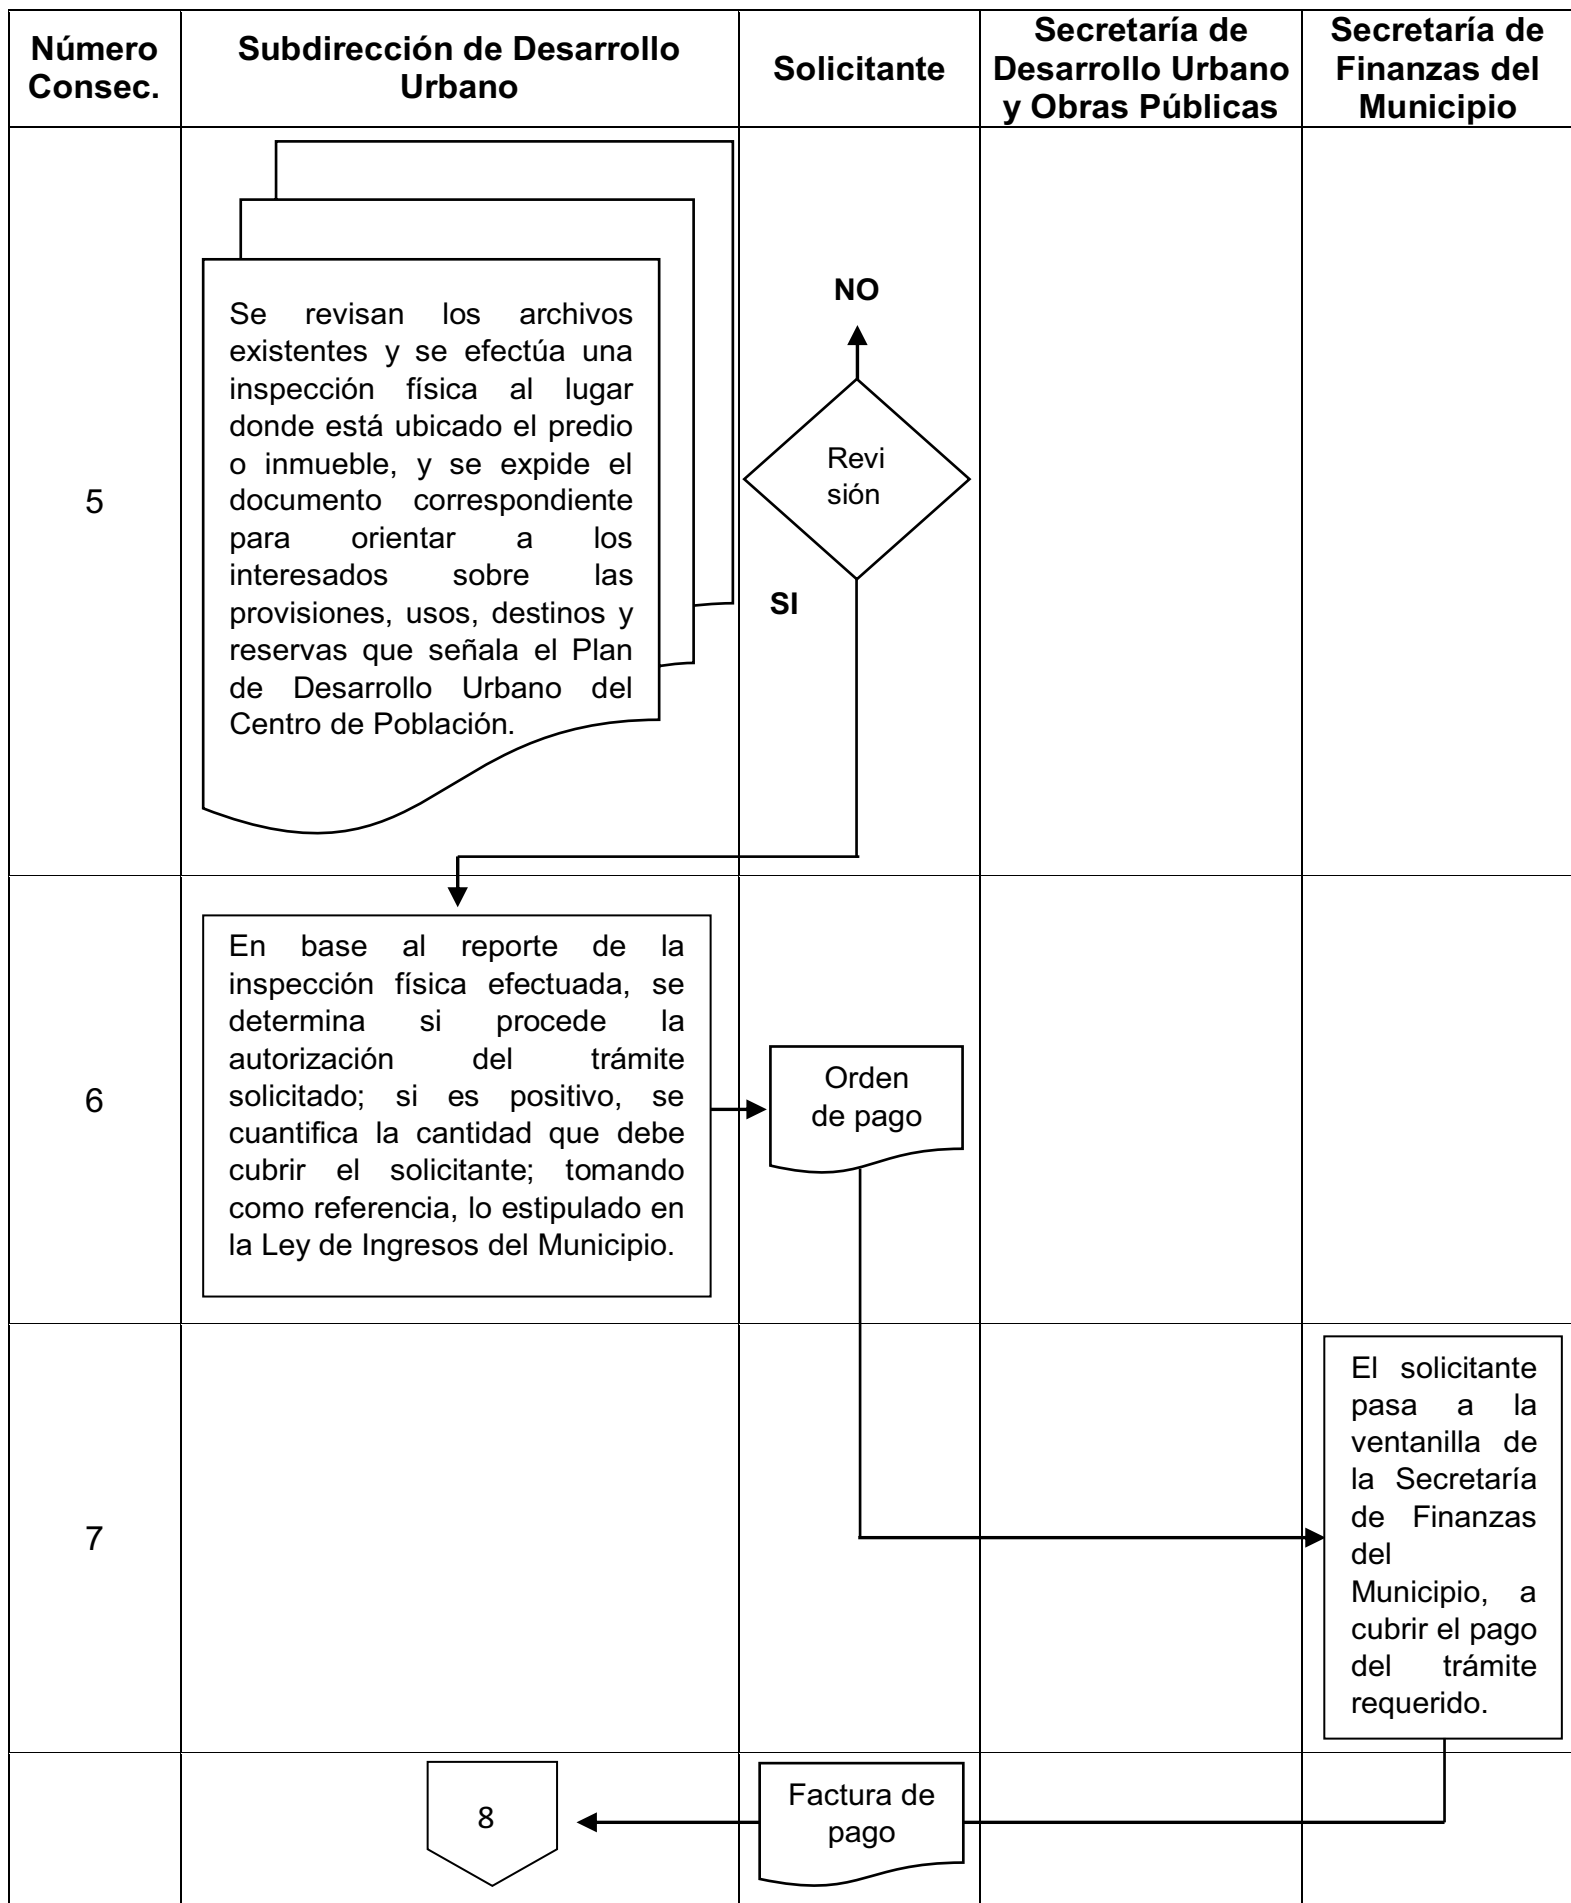 Número
Consec.
Subdirección de Desarrollo
Urbano
Solicitante
Secretaría de
Desarrollo Urbano
y Obras Públicas
Secretaría de
Finanzas del
Municipio
5
Se revisan los archivos
existentes y se efectúa una
inspección física al lugar
donde está ubicado el predio
o inmueble, y se expide el
documento correspondiente
para orientar a los
interesados sobre las
provisiones, usos, destinos y
reservas que señala el Plan
de Desarrollo Urbano del
Centro de Población.
NO
Revi
sión
SI
6
En base al reporte de la
inspección física efectuada, se
determina si procede la
autorización del trámite
solicitado; si es positivo, se
cuantifica la cantidad que debe
cubrir el solicitante; tomando
como referencia, lo estipulado en
la Ley de Ingresos del Municipio.
Orden
de pago
7
El solicitante
pasa a la
ventanilla de
la Secretaría
de Finanzas
del
Municipio, a
cubrir el pago
del trámite
requerido.
8
Factura de
pago